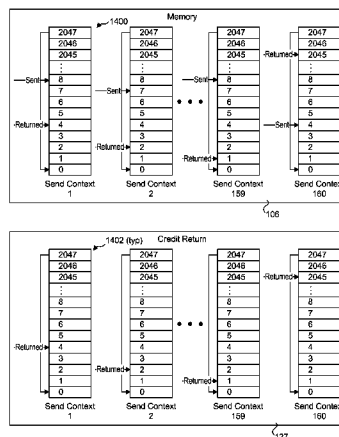 Memory
1400
2047 2047 2047 2047
2046 2046 2046 2046
2045 2045 Returned 2045 2045
Sent 8 8 Sent 8 8
7 Sent 7 7 7
6 6 6 6
5 5 5 5
Returned 4 4 4 Sent 4
3 3 3 3
2 Returned 2 2 2
1 1 Returned 1 1
0 0 0 0
Send Context Send Context Send Context Send Context
1 2 159 160
106
1402 (typ) Credit Return
2047 2047 2047 2047
2046 2046 2046 2046
2045 2045 2045 Returned 2045
8 8 8 8
7 7 7 7
6 6 6 6
5 5 5 5
Returned 4 4 4 4
3 3 3 3
2 Returned 2 2 2
1 1 Returned 1 1
0 0 0 0
Send Context Send Context Send Context Send Context
1 2 159 160
127